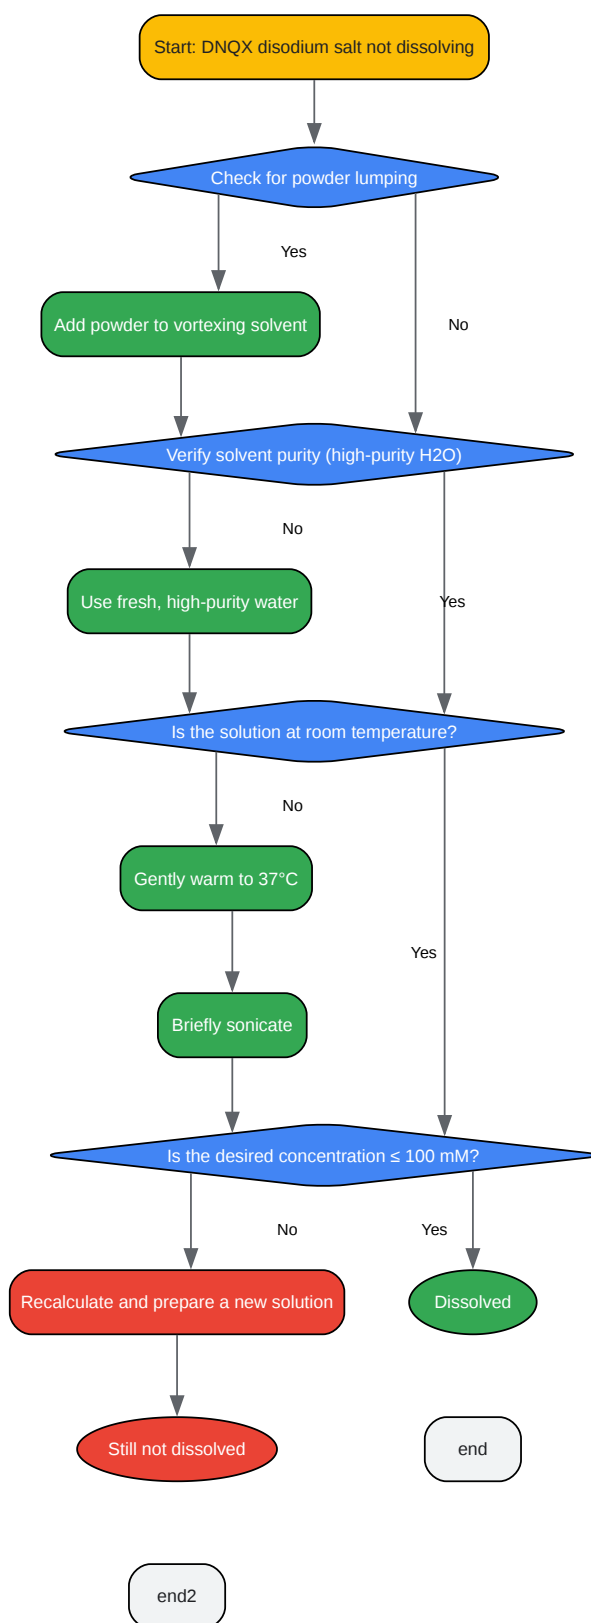 Start: DNQX disodium salt not dissolving
Check for powder lumping
Yes
Add powder to vortexing solvent
No
Verify solvent purity (high-purity H2O)
No
Use fresh, high-purity water
Yes
Is the solution at room temperature?
No
Gently warm to 37°C
Yes
Briefly sonicate
Is the desired concentration ≤ 100 mM?
No
Yes
Recalculate and prepare a new solution
Dissolved
Still not dissolved
end
end2